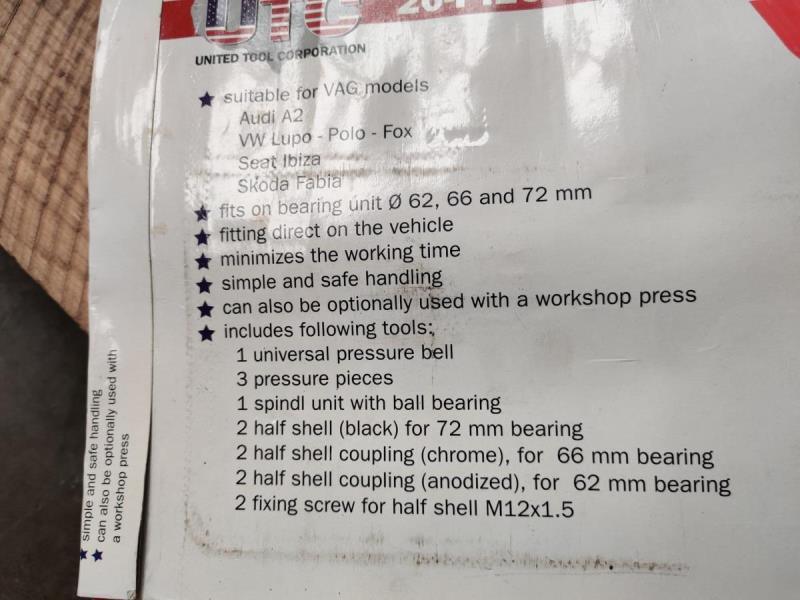 UTC
UNITED TOOL CORPORATION
suitable for VAG models
Audi A2
VW Lupo - Polo - Fox
Seat Ibiza
Skoda Fabia
fits on bearing unit Ø 62, 66 and 72 mm
fitting direct on the vehicle
minimizes the working time
simple and safe handling
can also be optionally used with a workshop press
includes following tools:
1 universal pressure bell
3 pressure pieces
1 spindl unit with ball bearing
2 half shell (black) for 72 mm bearing
2 half shell coupling (chrome), for 66 mm bearing
2 half shell coupling (anodized), for 62 mm bearing
2 fixing screw for half shell M12x1.5
simple and safe handling
can also be optionally used with
a workshop press